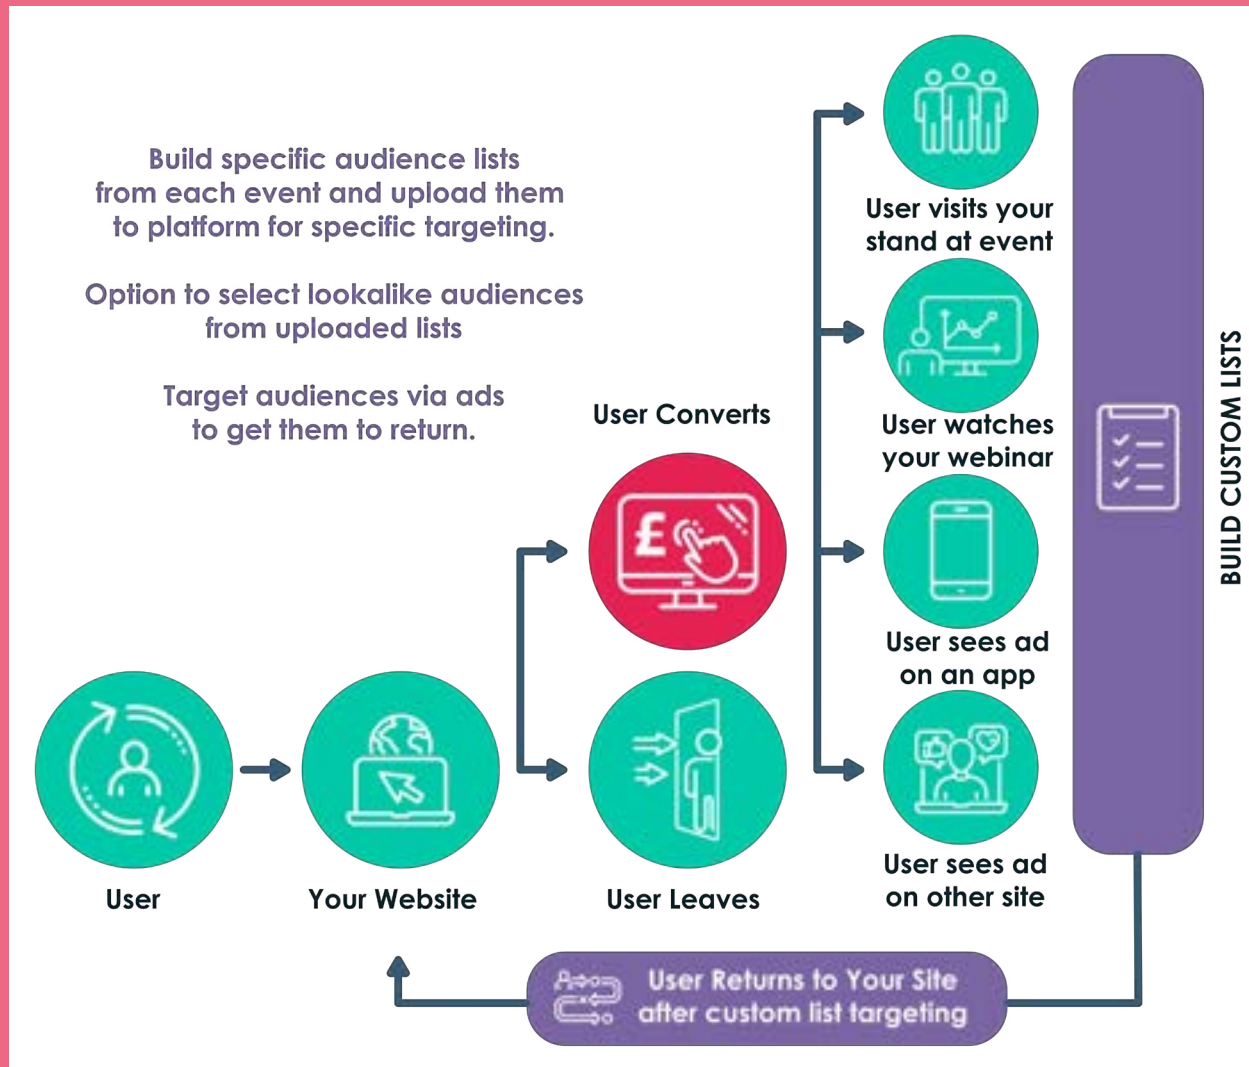 Build specific audience lists
from each event and upload them
to platform for specific targeting.
Option to select lookalike audiences
from uploaded lists
Target audiences via ads
to get them to return.
User Converts
£
User
Your Website
User Leaves
User visits your
stand at event
User watches
your webinar
User sees ad
on an app
User sees ad
on other site
BUILD CUSTOM LISTS
User Returns to Your Site
after custom list targeting